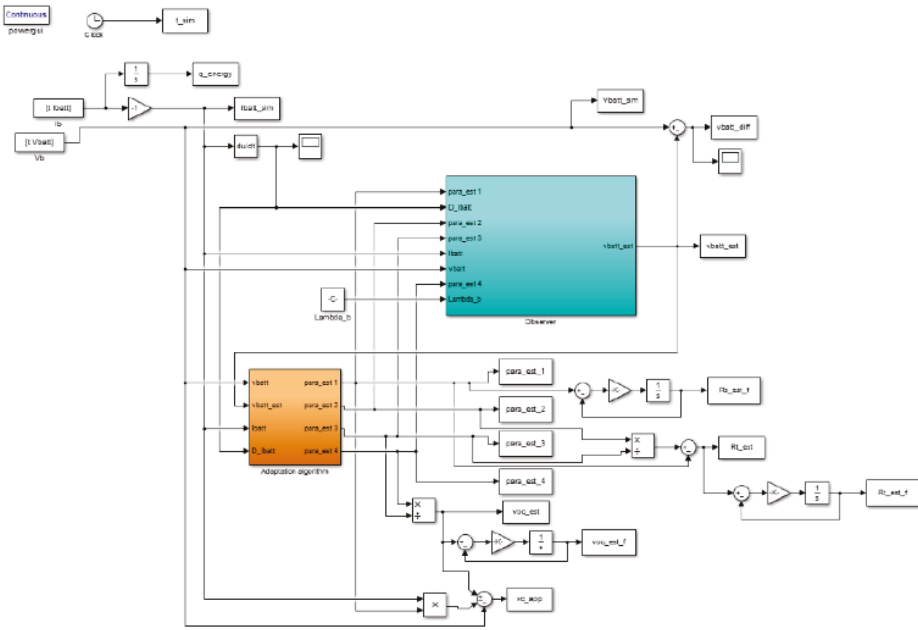 Continuous
powergui
Clock
t_sim
1
s
q_energy
[t Ibatt]
Ib
-1
Ibatt_sim
[t Vbatt]
Vb
du/dt
Vbatt_sim
vbatt_diff
para_est 1
D_Ibatt
para_est 2
para_est 3
Ibatt
vbatt
para_est 4
Lambda_b
vbatt_est
Observer
vbatt_est
-C-
Lambda_b
vbatt
vbatt_est
Ibatt
D_Ibatt
para_est 1
para_est 2
para_est 3
para_est 4
Adaptation algorithm
para_est_1
para_est_2
para_est_3
para_est_4
-K-
1
s
Rs_est_f
×
÷
Rt_est
-K-
1
s
Rt_est_f
×
÷
voc_est
-K-
1
s
voc_est_f
×
vc_app